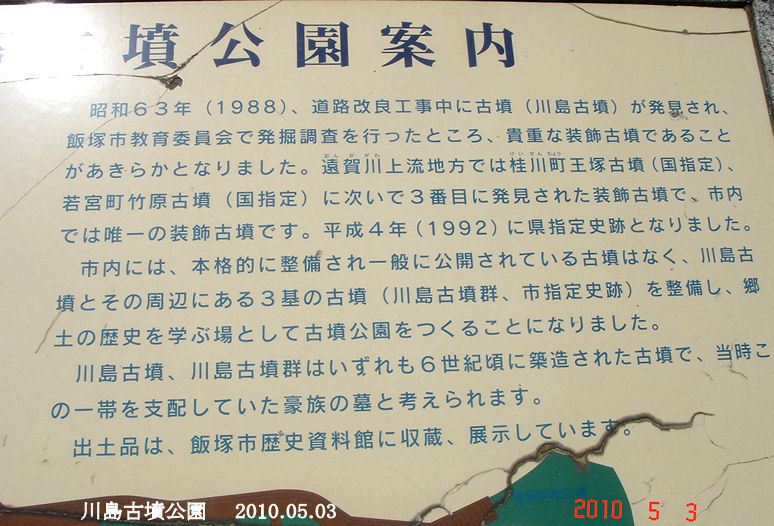 古墳公園案内
昭和63年（1988）、道路改良工事中に古墳（川島古墳）が発見され、
飯塚市教育委員会で発掘調査を行ったところ、貴重な装飾古墳であること
があきらかとなりました。遠賀川上流地方では桂川町王塚古墳（国指定）、
おんががわ
けいせんちょう
若宮町竹原古墳（国指定）に次いで3番目に発見された装飾古墳で、市内
では唯一の装飾古墳です。平成4年（1992）に県指定史跡となりました。
市内には、本格的に整備され一般に公開されている古墳はなく、川島古
墳とその周辺にある3基の古墳（川島古墳群、市指定史跡）を整備し、郷
土の歴史を学ぶ場として古墳公園をつくることになりました。
川島古墳、川島古墳群はいずれも6世紀頃に築造された古墳で、当時こ
の一帯を支配していた豪族の墓と考えられます。
出土品は、飯塚市歴史資料館に収蔵、展示しています。
川島古墳公園 2010.05.03
2010 5 3